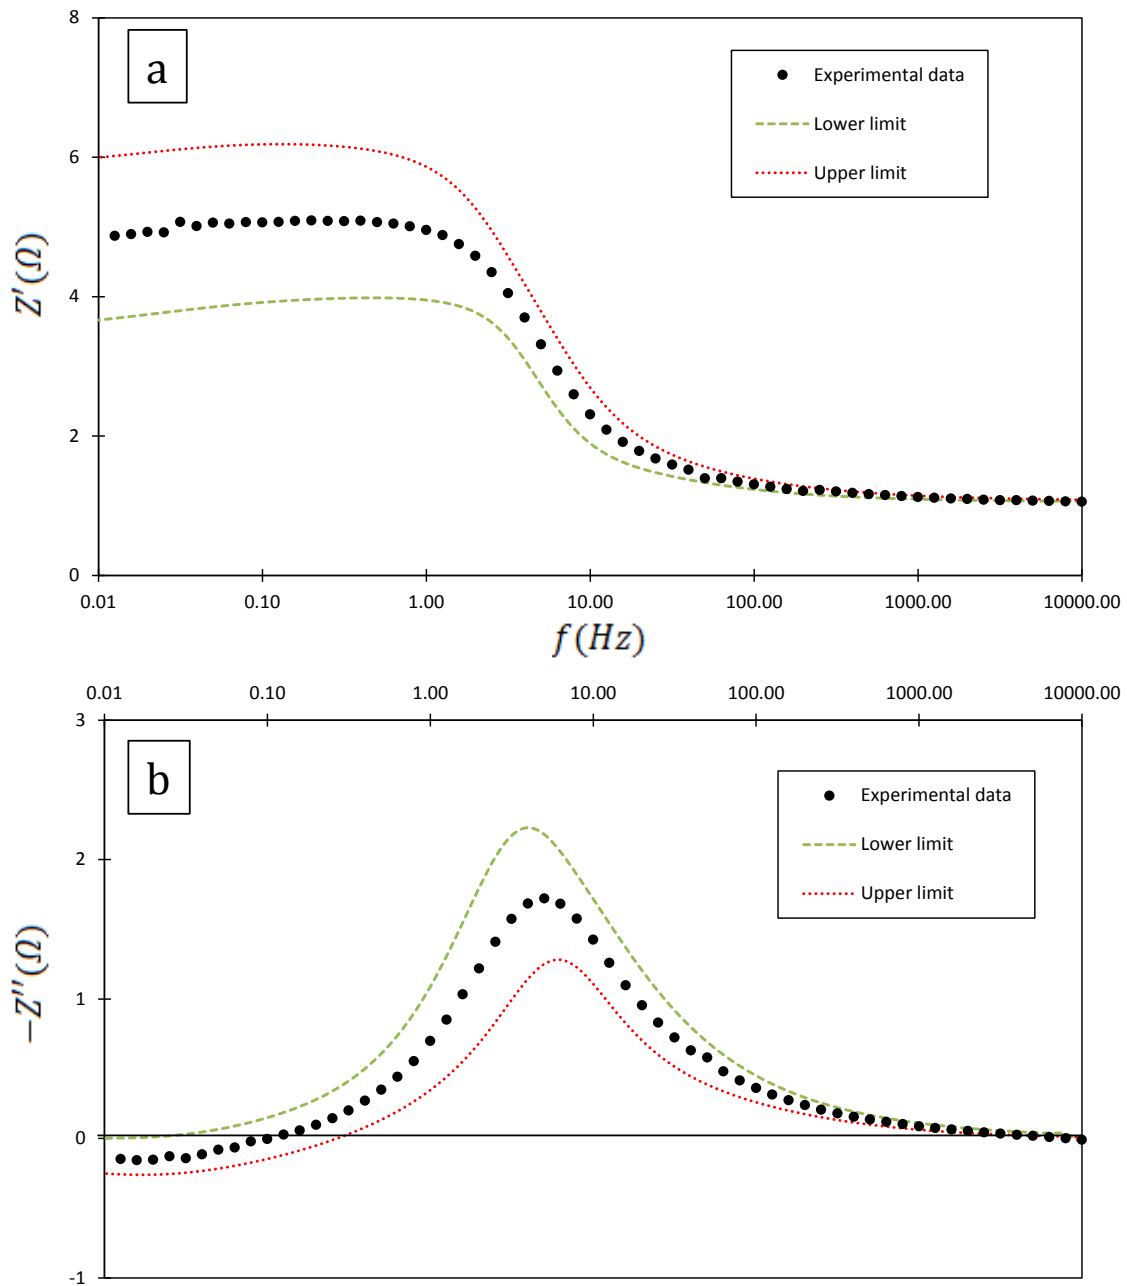 8
a
Experimental data
Lower limit
Upper limit
6
4
2
0
Z′(Ω)
0.01 0.10 1.00 10.00 100.00 1000.00 10000.00
f(Hz)
0.01 0.10 1.00 10.00 100.00 1000.00 10000.00
3
b
Experimental data
Lower limit
Upper limit
2
1
0
-1
−Z′′(Ω)